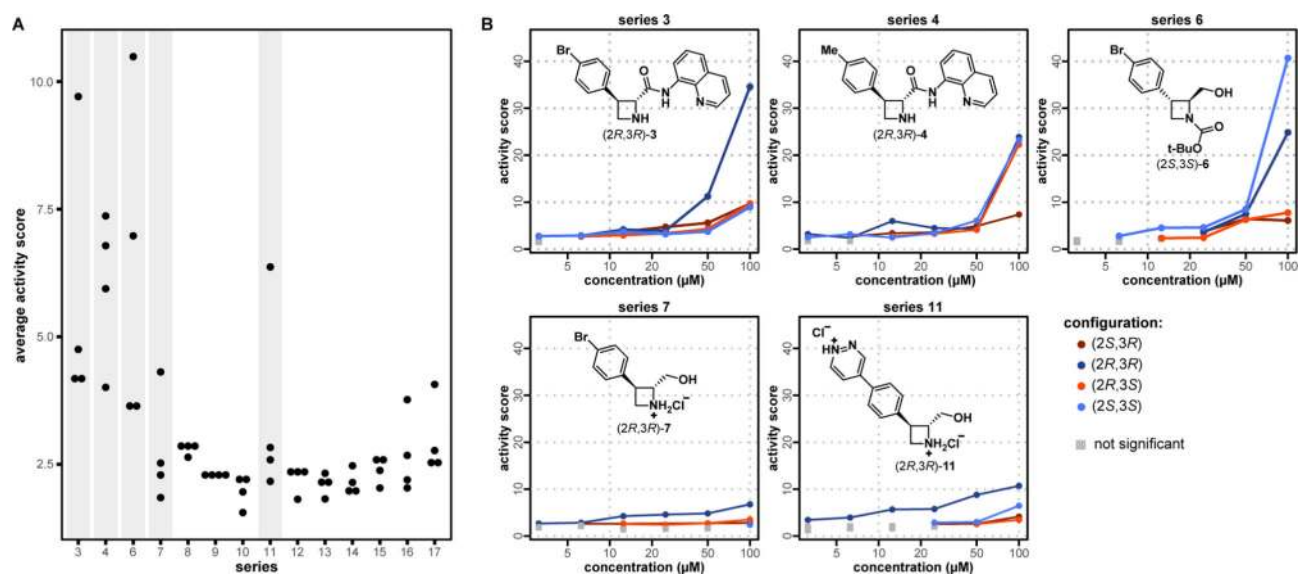 A
average activity score
10.0
7.5
5.0
2.5
3 4 6 7 8 9 10 11 12 13 14 15 16 17
series
B
series 3
activity score
40
30
20
10
0
Br
O
N
H
N
NH
(2R,3R)-3
5 10 50 100
concentration (µM)
series 4
activity score
40
30
20
10
0
Me
O
N
H
N
NH
(2R,3R)-4
5 10 50 100
concentration (µM)
series 6
activity score
40
30
20
10
0
Br
OH
N
O
t-BuO
(2S,3S)-6
5 10 50 100
concentration (µM)
series 7
activity score
40
30
20
10
0
Br
OH
NH2Cl−
+
(2R,3R)-7
5 10 50 100
concentration (µM)
series 11
activity score
40
30
20
10
0
Cl−
+
HN
N
OH
NH2Cl−
+
(2R,3R)-11
5 10 50 100
concentration (µM)
configuration:
(2S,3R)
(2R,3R)
(2R,3S)
(2S,3S)
not significant